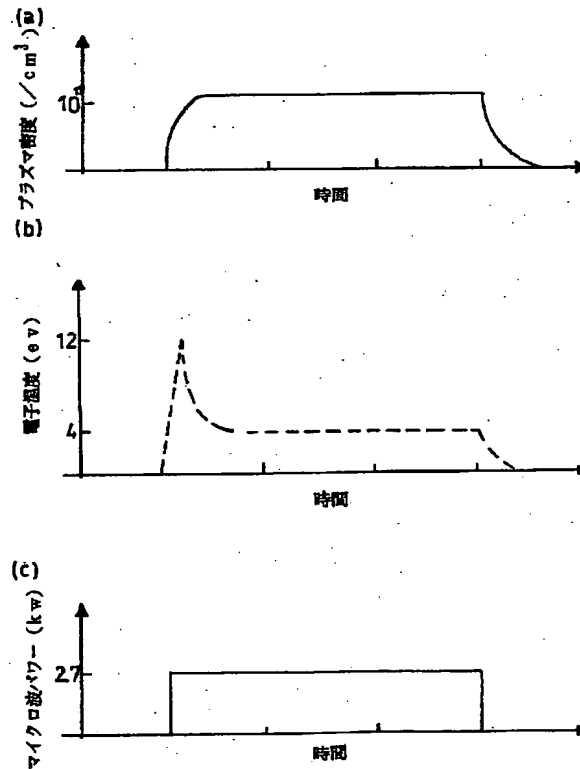 (a)
プラズマ密度 (/cm³)
時間
(b)
電子温度 (ev)
12
4
時間
(c)
マイクロ波パワー (kw)
2.7
時間